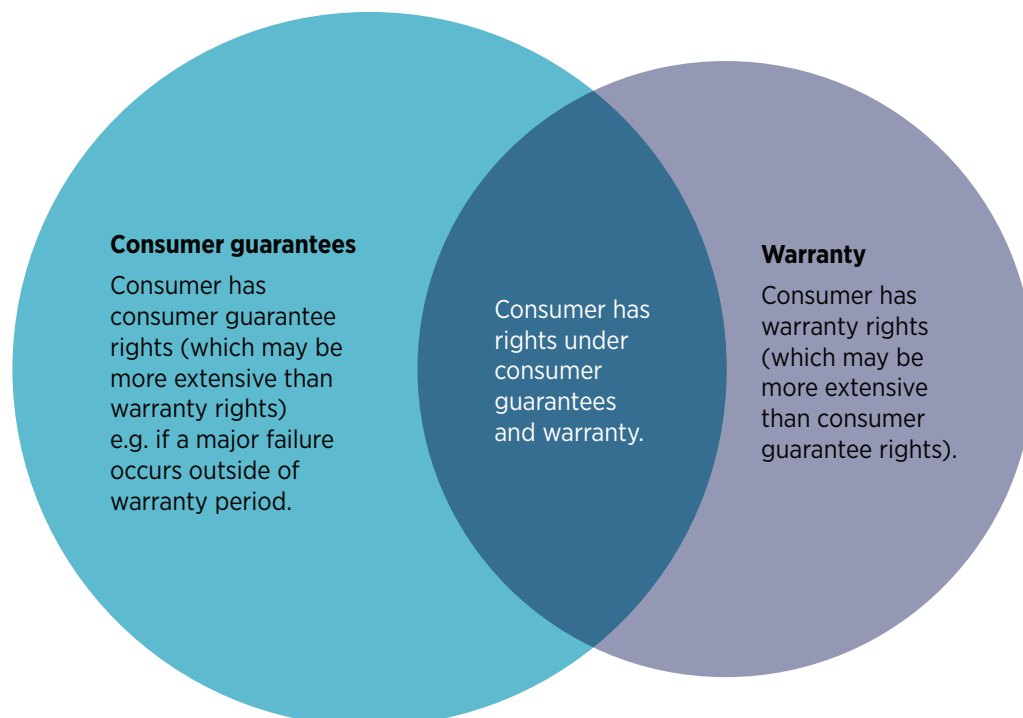 Consumer guarantees
Consumer has
consumer guarantee
rights (which may be
more extensive than
warranty rights)
e.g. if a major failure
occurs outside of
warranty period.
Consumer has
rights under
consumer
guarantees
and warranty.
Warranty
Consumer has
warranty rights
(which may be
more extensive
than consumer
guarantee rights).